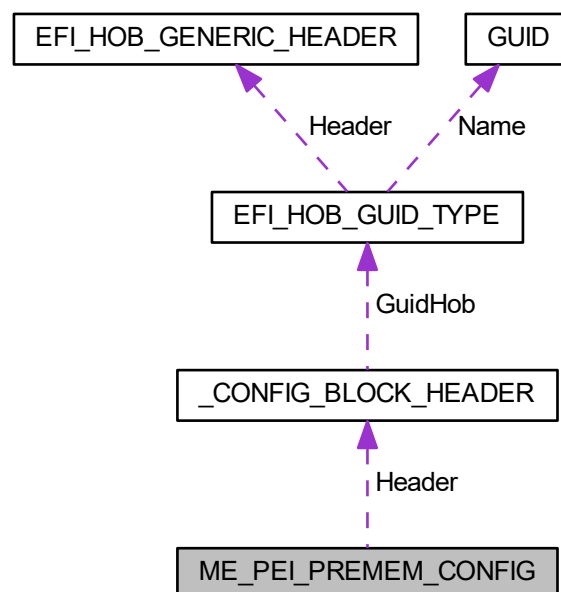 EFI_HOB_GENERIC_HEADER
GUID
Header
Name
EFI_HOB_GUID_TYPE
GuidHob
_CONFIG_BLOCK_HEADER
Header
ME_PEI_PREMEM_CONFIG